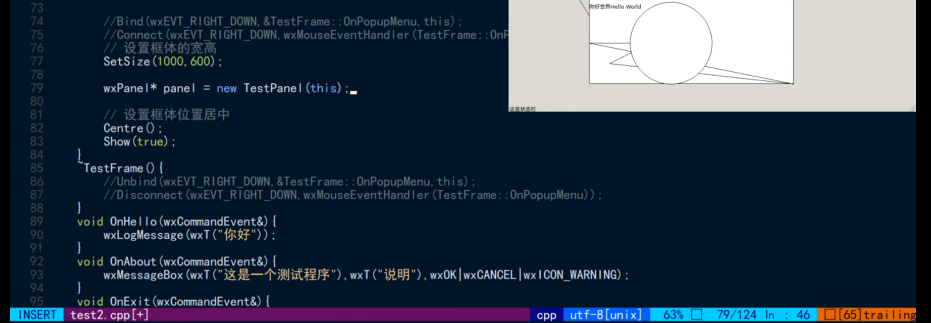 73
74 //Bind(wxEVT_RIGHT_DOWN,&TestFrame::OnPopupMenu,this);
75 //Connect(wxEVT_RIGHT_DOWN,wxMouseEventHandler(TestFrame::OnP
76 // 设置框体的宽高
77 SetSize(1000,600);
78
79 wxPanel* panel = new TestPanel(this);
80
81 // 设置框体位置居中
82 Centre();
83 Show(true);
84 }
85 ~TestFrame(){
86 //Unbind(wxEVT_RIGHT_DOWN,&TestFrame::OnPopupMenu,this);
87 //Disconnect(wxEVT_RIGHT_DOWN,wxMouseEventHandler(TestFrame::OnPopupMenu));
88 }
89 void OnHello(wxCommandEvent&){
90 wxLogMessage(wxT("你好"));
91 }
92 void OnAbout(wxCommandEvent&){
93 wxMessageBox(wxT("这是一个测试程序"),wxT("说明"),wxOK|wxCANCEL|wxICON_WARNING);
94 }
95 void OnExit(wxCommandEvent&){
你好世界Hello World
这里状态栏
INSERT test2.cpp[+] cpp utf-8[unix] 63% 79/124 ln : 46 [65]trailing